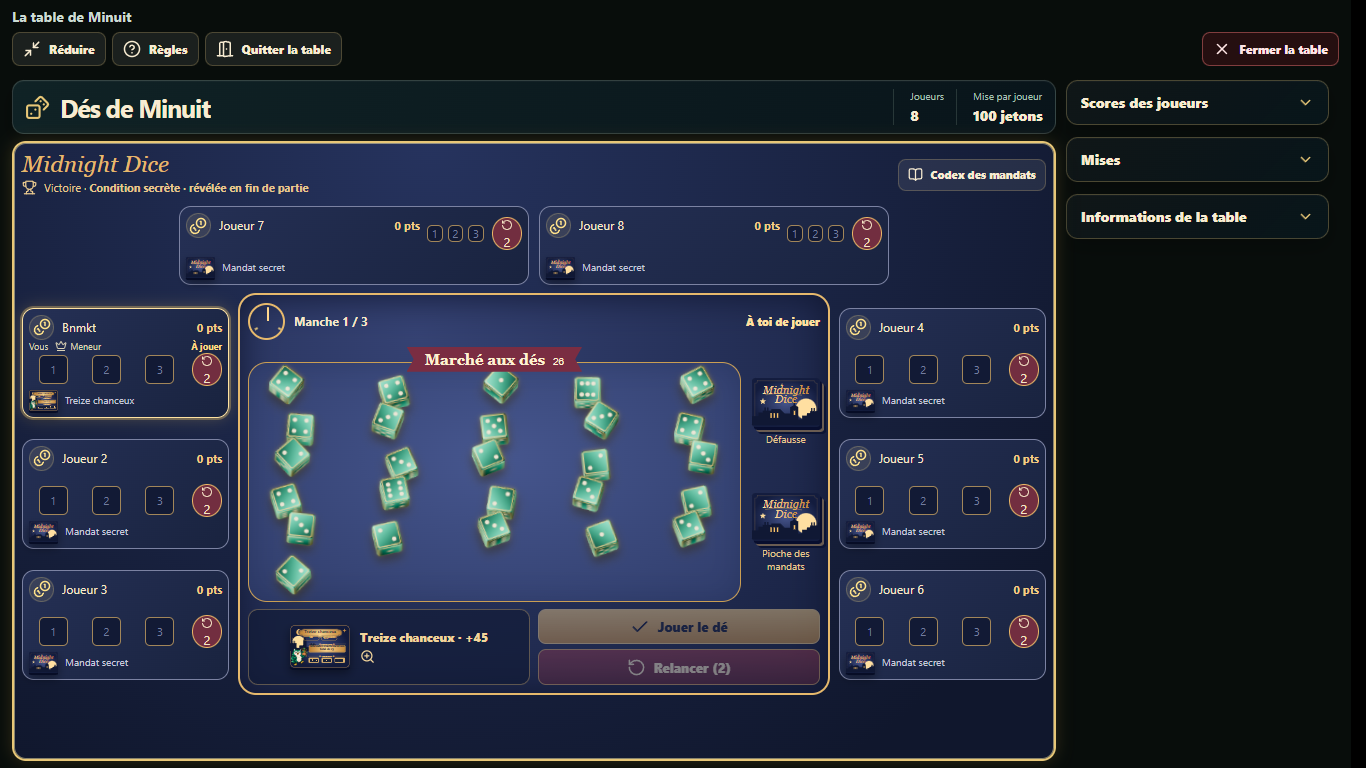 La table de Minuit
Réduire
Règles
Quitter la table
Fermer la table
Dés de Minuit
Joueurs
8
Mise par joueur
100 jetons
Scores des joueurs
Mises
Informations de la table
Midnight Dice
Victoire · Condition secrète · révélée en fin de partie
Codex des mandats
Joueur 7
0 pts
1 2 3
2
Mandat secret
Joueur 8
0 pts
1 2 3
2
Mandat secret
Bnmkt
0 pts
Vous
Meneur
À jouer
1 2 3
2
Treize chanceux
Joueur 2
0 pts
1 2 3
2
Mandat secret
Joueur 3
0 pts
1 2 3
2
Mandat secret
Manche 1 / 3
À toi de jouer
Marché aux dés 26
Midnight
Dice
Défausse
Midnight
Dice
Pioche des
mandats
Treize chanceux · +45
Jouer le dé
Relancer (2)
Joueur 4
0 pts
1 2 3
2
Mandat secret
Joueur 5
0 pts
1 2 3
2
Mandat secret
Joueur 6
0 pts
1 2 3
2
Mandat secret